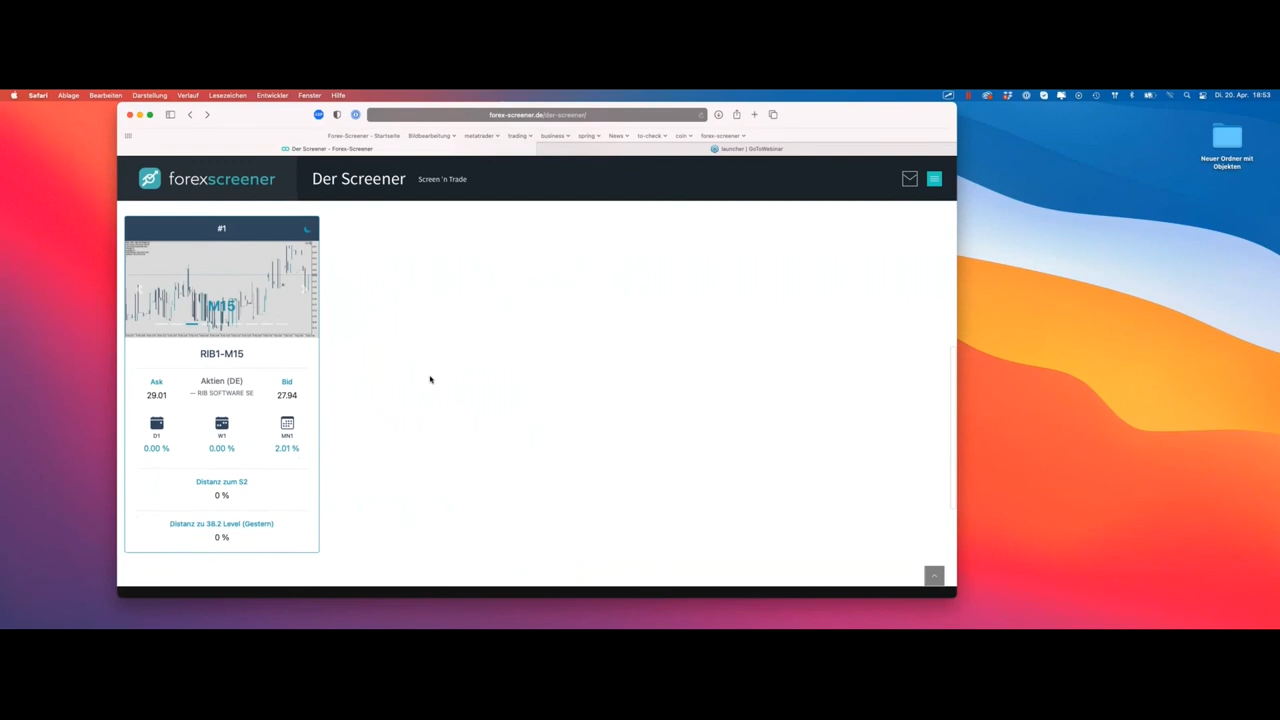 Safari Ablage Bearbeiten Darstellung Verlauf Lesezeichen Entwickler Fenster Hilfe Di. 20. Apr. 18:53
forex-screener.de/der-screener/
Forex-Screener - Startseite Bildbearbeitung metatrader trading business spring News to-check coin forex-screener
Der Screener - Forex-Screener launcher | GoToWebinar
Neuer Ordner mit
Objekten
forexscreener Der Screener Screen 'n Trade
#1
M15
RIB1-M15
Ask Aktien (DE) Bid
29.01 — RIB SOFTWARE SE 27.94
D1 W1 MN1
0.00 % 0.00 % 2.01 %
Distanz zum S2
0 %
Distanz zu 38.2 Level (Gestern)
0 %